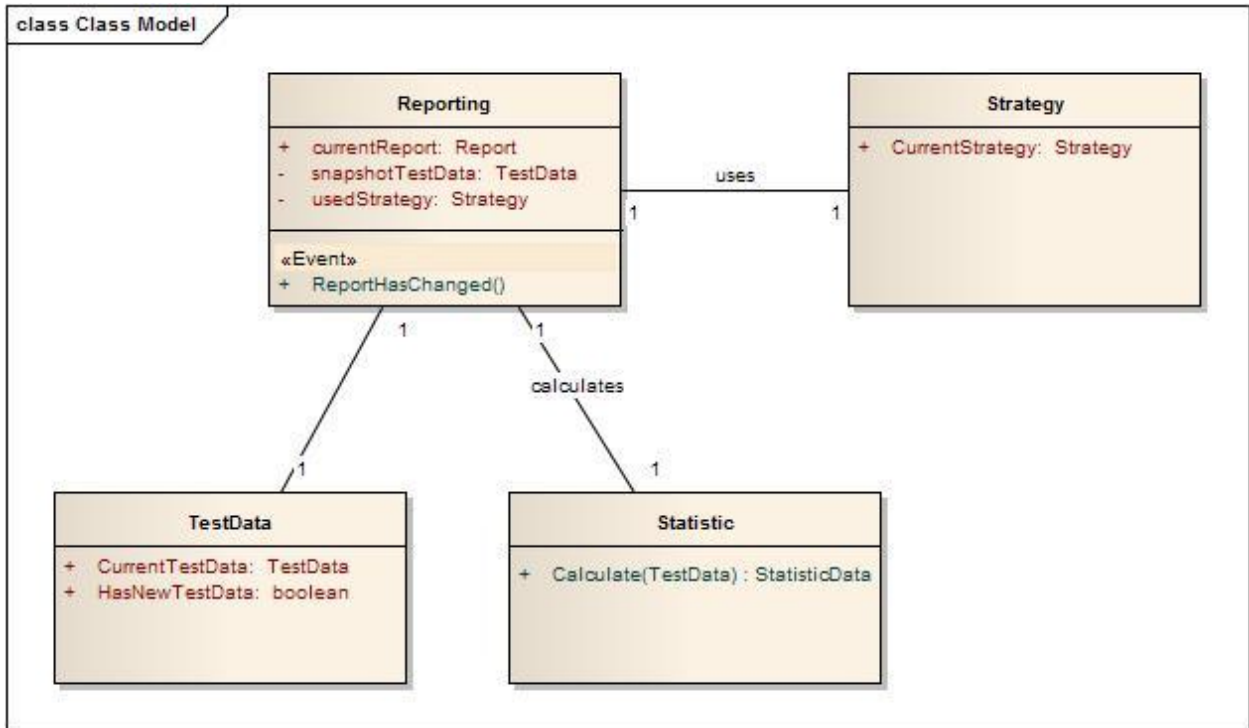 class Class Model
Reporting
+ currentReport: Report
- snapshotTestData: TestData
- usedStrategy: Strategy
«Event»
+ ReportHasChanged()
Strategy
+ CurrentStrategy: Strategy
uses
1
1
1
1
calculates
1
1
TestData
+ CurrentTestData: TestData
+ HasNewTestData: boolean
Statistic
+ Calculate(TestData) : StatisticData